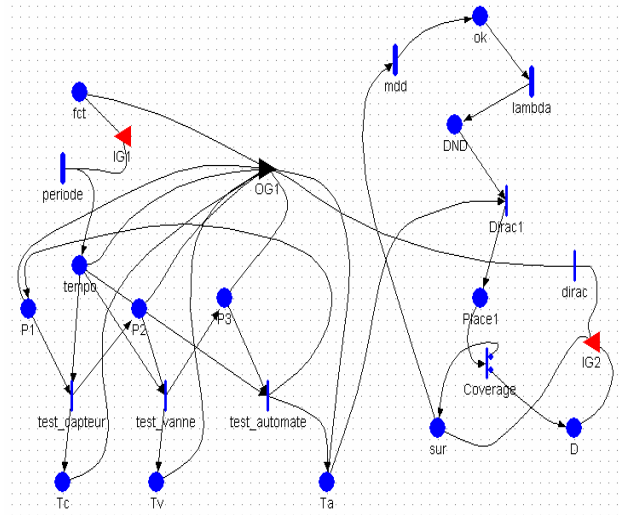 ok
mdd
lambda
fct
IG1
DND
periode
OG1
Dirac1
tempo
dirac
P1
P2
P3
Place1
IG2
Coverage
test_capteur
test_vanne
test_automate
sur
D
Tc
Tv
Ta